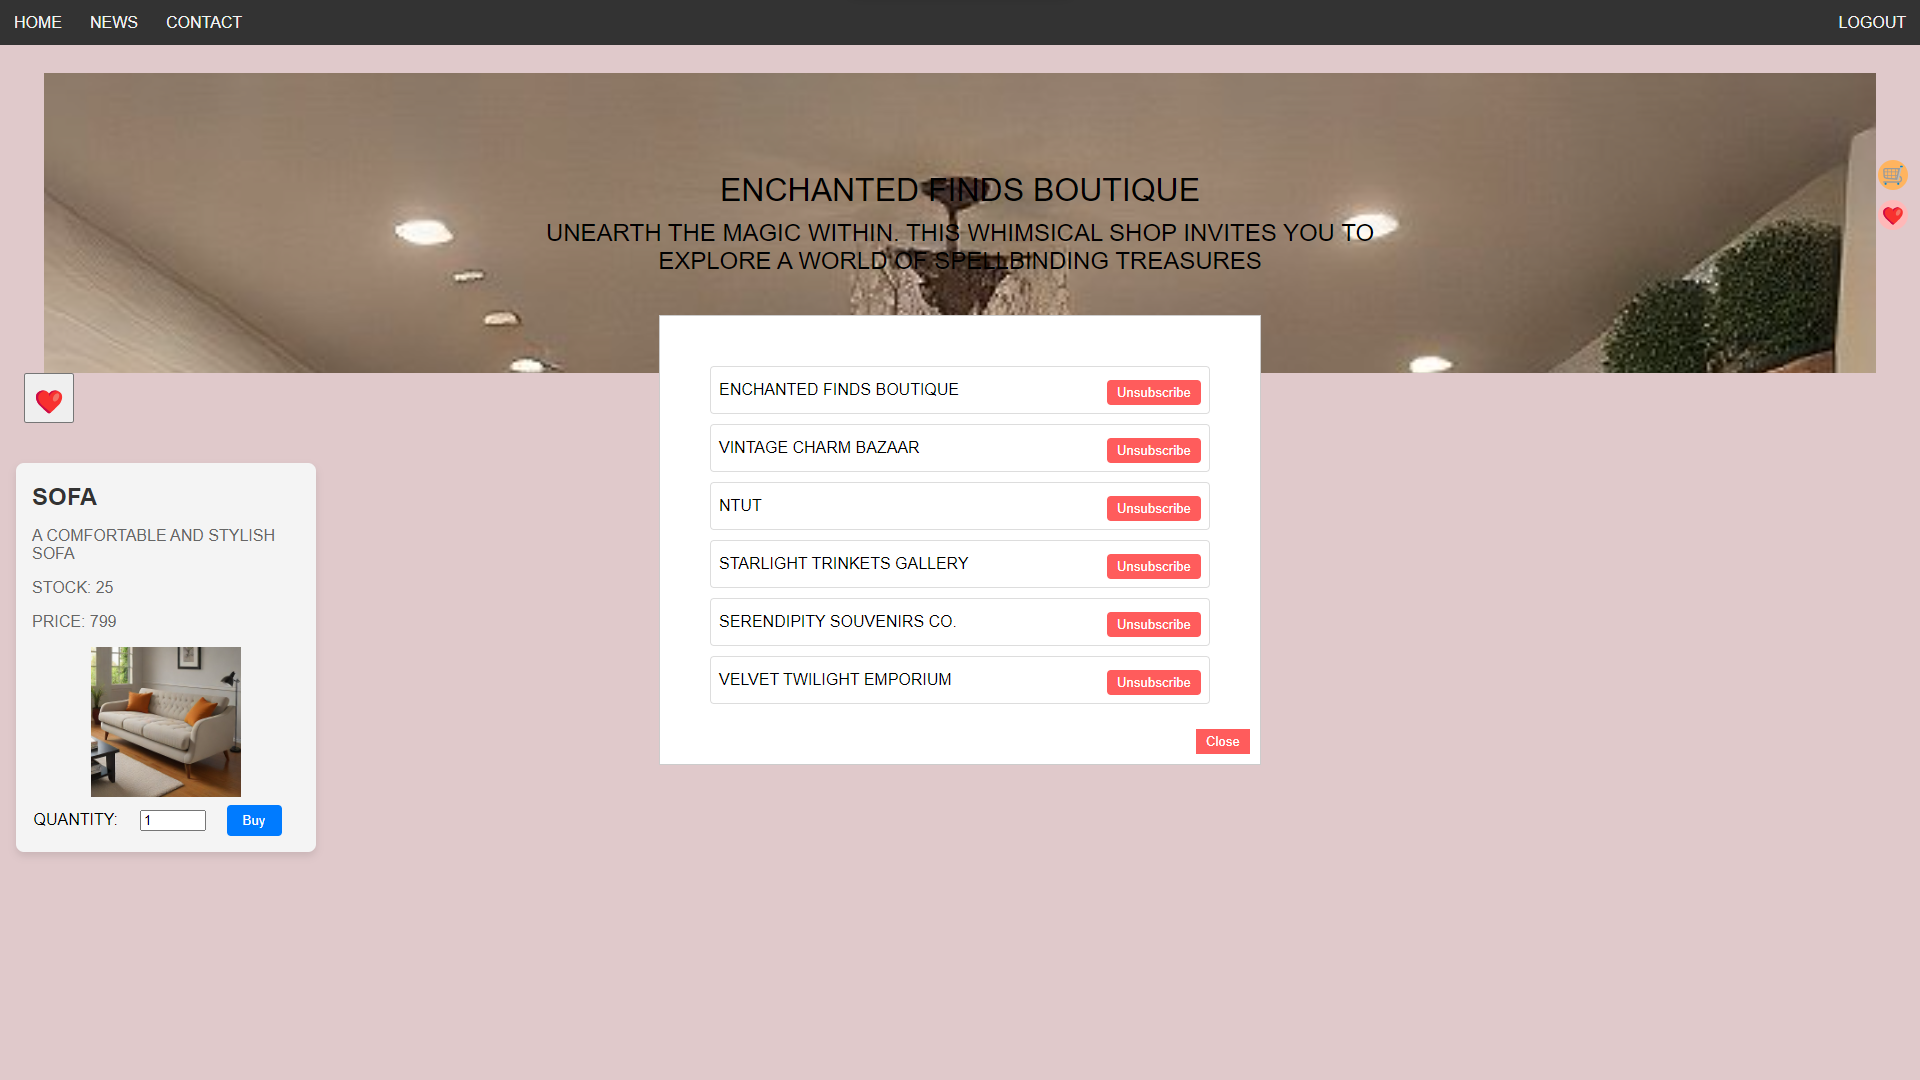 HOME NEWS CONTACT LOGOUT
ENCHANTED FINDS BOUTIQUE
UNEARTH THE MAGIC WITHIN. THIS WHIMSICAL SHOP INVITES YOU TO
EXPLORE A WORLD OF SPELLBINDING TREASURES
ENCHANTED FINDS BOUTIQUE Unsubscribe
VINTAGE CHARM BAZAAR Unsubscribe
NTUT Unsubscribe
STARLIGHT TRINKETS GALLERY Unsubscribe
SERENDIPITY SOUVENIRS CO. Unsubscribe
VELVET TWILIGHT EMPORIUM Unsubscribe
Close
SOFA
A COMFORTABLE AND STYLISH
SOFA
STOCK: 25
PRICE: 799
QUANTITY: 1 Buy